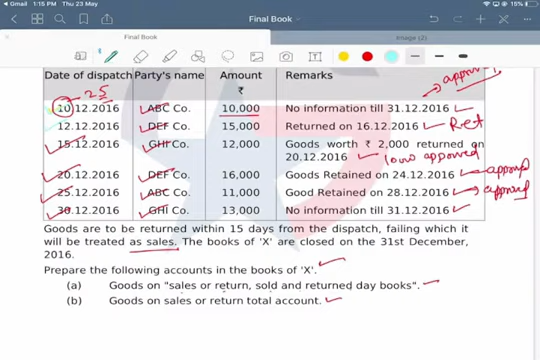 Gmail 1:15 PM Thu 23 May
15%
Final Book
Final Book
Image (2)
T
Date of dispatch Party's name Amount ₹ Remarks
approved
25
10.12.2016 ABC Co. 10,000 No information till 31.12.2016
12.12.2016 DEF Co. 15,000 Returned on 16.12.2016 Ret
15.12.2016 GHI Co. 12,000 Goods worth ₹ 2,000 returned on
20.12.2016 10000 approved
20.12.2016 DEF Co. 16,000 Goods Retained on 24.12.2016 approved
25.12.2016 ABC Co. 11,000 Good Retained on 28.12.2016 approved
30.12.2016 GHI Co. 13,000 No information till 31.12.2016
Goods are to be returned within 15 days from the dispatch, failing which it
will be treated as sales. The books of 'X' are closed on the 31st December,
2016.
Prepare the following accounts in the books of 'X'.
(a) Goods on "sales or return, sold and returned day books".
(b) Goods on sales or return total account.